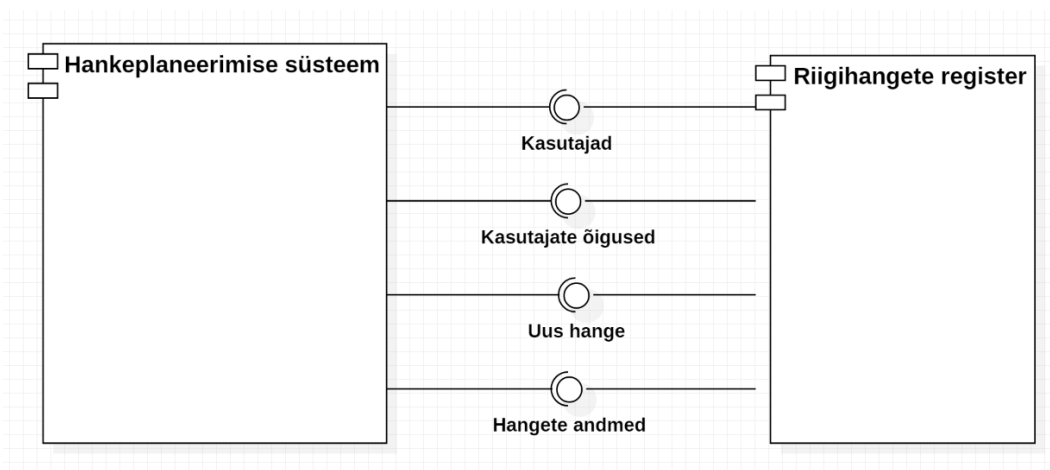 Hankeplaneerimise süsteem
Riigihangete register
Kasutajad
Kasutajate õigused
Uus hange
Hangete andmed